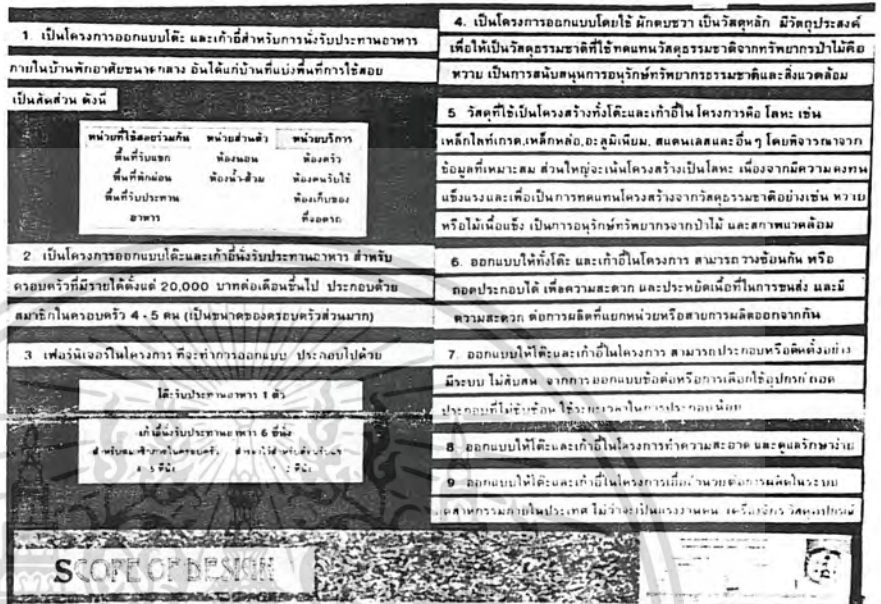 1. เป็นโครงการออกแบบโต๊ะ และเก้าอี้สำหรับการนั่งรับประทานอาหาร
ภายในบ้านพักอาศัยขนาดกลาง อันได้แก่บ้านที่แบ่งพื้นที่การใช้สอย
เป็นสัดส่วน ดังนี้
หน่วยที่ใช้สอยร่วมกัน หน่วยส่วนตัว หน่วยบริการ
พื้นที่รับแขก ห้องนอน ห้องครัว
พื้นที่พักผ่อน ห้องน้ำ-ส้วม ห้องคนรับใช้
พื้นที่รับประทาน ห้องเก็บของ
อาหาร ที่จอดรถ
2. เป็นโครงการออกแบบโต๊ะและเก้าอี้นั่งรับประทานอาหาร สำหรับ
ครอบครัวที่มีรายได้ตั้งแต่ 20,000 บาทต่อเดือนขึ้นไป ประกอบด้วย
สมาชิกในครอบครัว 4 - 5 คน (เป็นขนาดของครอบครัวส่วนมาก)
3 เฟอร์นิเจอร์ในโครงการ ที่จะทำการออกแบบ ประกอบไปด้วย
โต๊ะรับประทานอาหาร 1 ตัว
เก้าอี้นั่งรับประทานอาหาร 6 ที่นั่ง
สำหรับสมาชิกภายในครอบครัว
ที่นั่ง ที่นั่ง
4. เป็นโครงการออกแบบโดยใช้ ผักตบชวา เป็นวัสดุหลัก มีวัตถุประสงค์
เพื่อให้เป็นวัสดุธรรมชาติที่ใช้ทดแทนวัสดุธรรมชาติจากทรัพยากรป่าไม้คือ
หวาย เป็นการสนับสนุนการอนุรักษ์ทรัพยากรธรรมชาติและสิ่งแวดล้อม
5 วัสดุที่ใช้เป็นโครงสร้างทั้งโต๊ะและเก้าอี้ใน โครงการคือ โลหะ เช่น
เหล็กไลท์เกรด,เหล็กหล่อ,อะลูมิเนียม, สแตนเลสและอื่นๆ โดยพิจารณาจาก
ข้อมูลที่เหมาะสม ส่วนใหญ่จะเน้นโครงสร้างเป็นโลหะ เนื่องจากมีความคงทน
แข็งแรงและเพื่อเป็นการทดแทนโครงสร้างจากวัสดุธรรมชาติอย่างเช่น หวาย
หรือไม้เนื้อแข็ง เป็นการอนุรักษ์ทรัพยากรจากป่าไม้ และสภาพแวดล้อม
6. ออกแบบให้ทั้งโต๊ะ และเก้าอี้ในโครงการ สามารถวางซ้อนกัน หรือ
ถอดประกอบได้ เพื่อความสะดวก และประหยัดเนื้อที่ในการขนส่ง และมี
ความสะดวก ต่อการผลิตที่แยกหน่วยหรือสายการผลิตออกจากกัน
7. ออกแบบให้โต๊ะและเก้าอี้ในโครงการ สามารถประกอบหรือติดตั้งอย่าง
มีระบบ ไม่สับสน จากการออกแบบข้อต่อหรือการเลือกใช้อุปกรณ์ ถอด
ประกอบที่ไม่ซับซ้อน ใช้ระยะเวลาในการประกอบน้อย
8 ออกแบบให้โต๊ะและเก้าอี้ในโครงการทำความสะอาด และดูแลรักษาง่าย
9 ออกแบบให้โต๊ะและเก้าอี้ในโครงการเอื้ออำนวยต่อการผลิตในระบบ
อุตสาหกรรมภายในประเทศ ไม่ว่าจะเป็นแรงงานคน เครื่องจักร วัสดุอุปกรณ์
SCOPE OF DESIGN